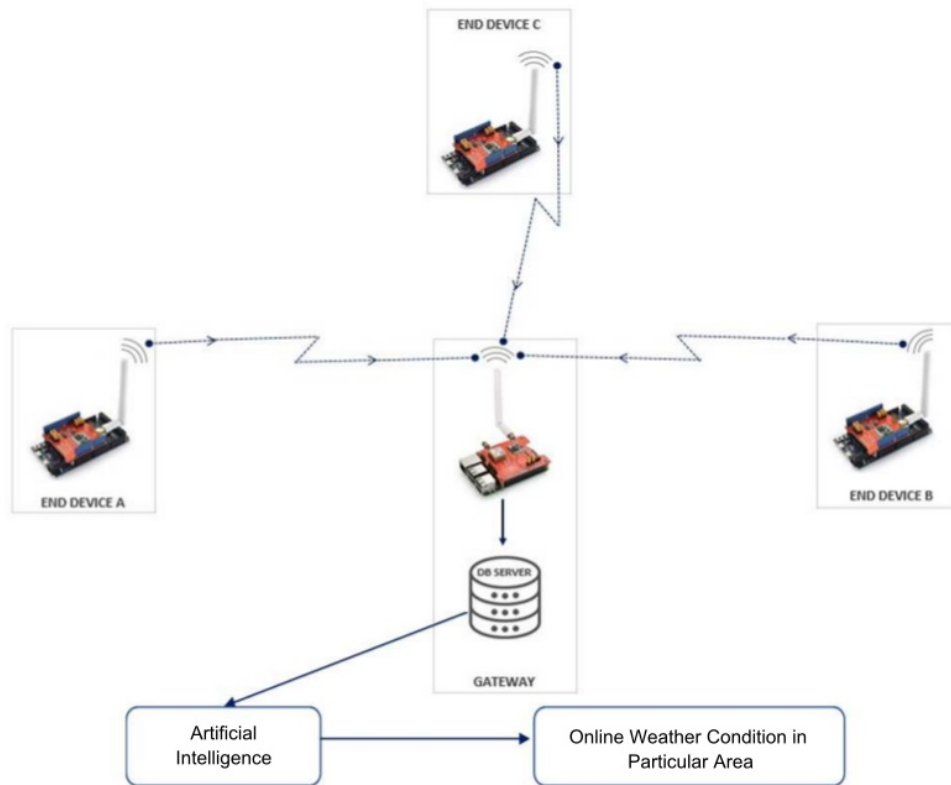 END DEVICE C
END DEVICE A
END DEVICE B
DB SERVER
GATEWAY
Artificial
Intelligence
Online Weather Condition in
Particular Area